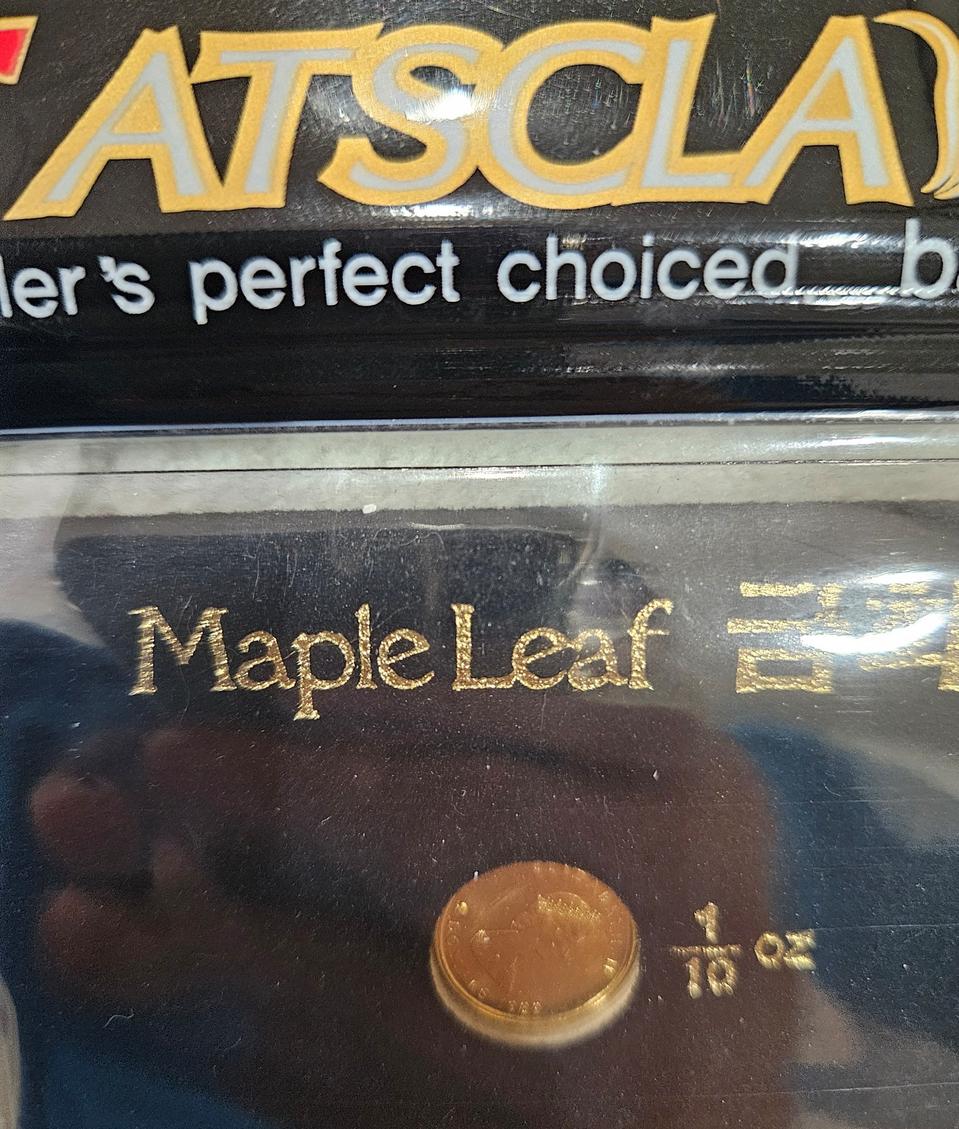 ATSCLA
ler's perfect choiced b
Maple Leaf
1/10 oz